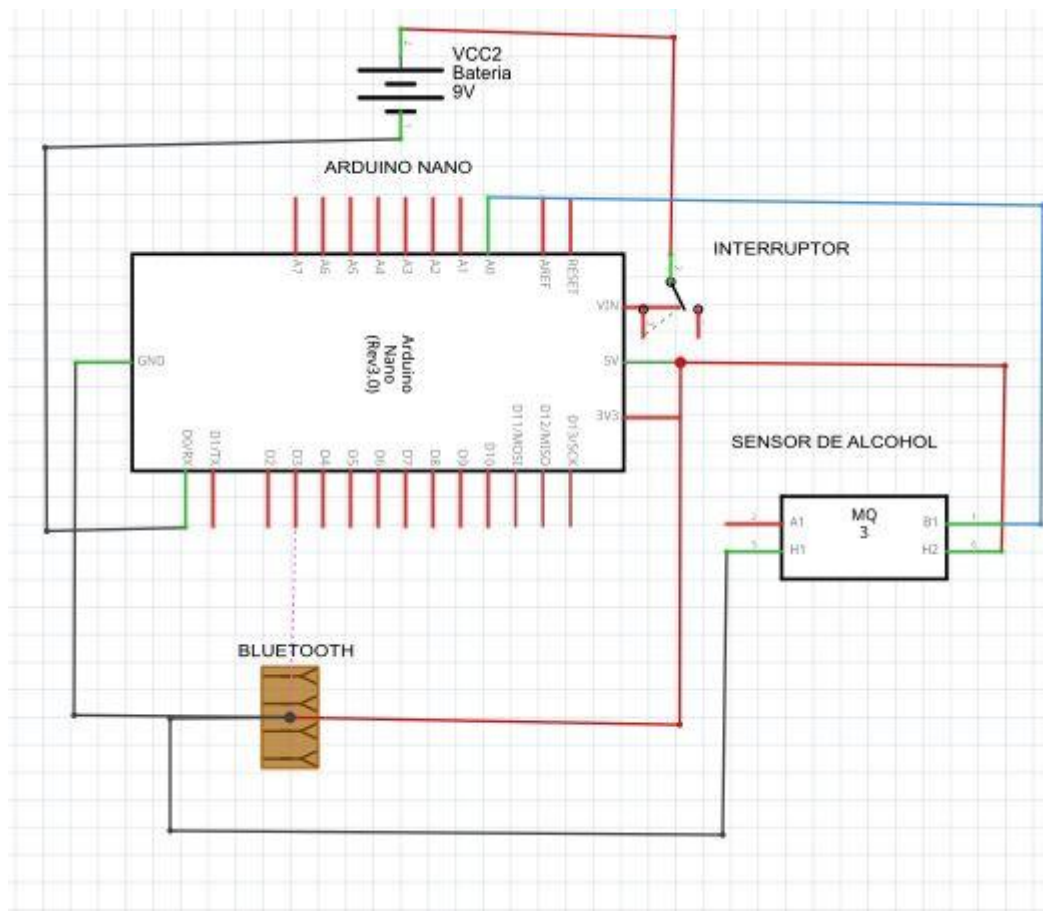 VCC2
Bateria
9V
ARDUINO NANO
A7
A6
A5
A4
A3
A2
A1
A0
AREF
RESET
INTERRUPTOR
VIN
GND
Arduino
Nano
(Rev3.0)
5V
3V3
D0/RX
D1/TX
D2
D3
D4
D5
D6
D7
D8
D9
D10
D11/MOSI
D12/MISO
D13/SCK
SENSOR DE ALCOHOL
MQ
3
A1
B1
H1
H2
BLUETOOTH